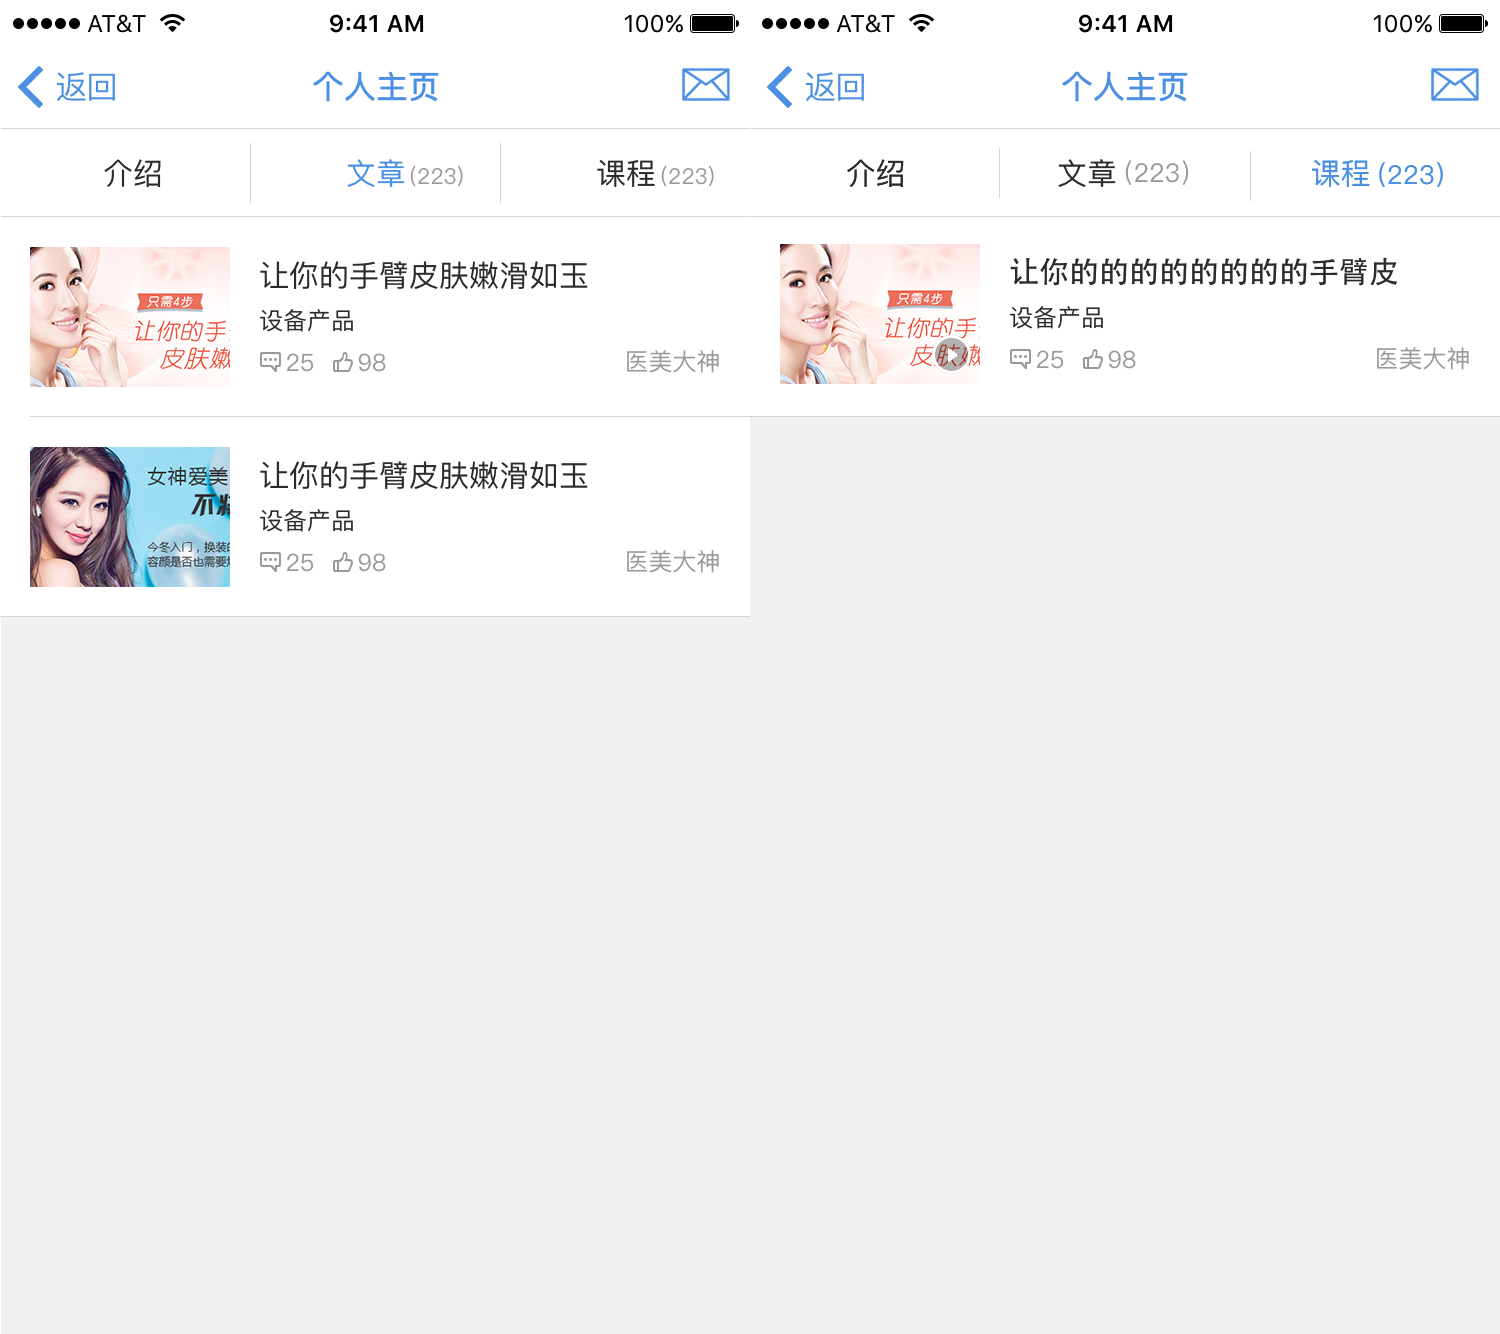 AT&T 9:41 AM 100%
返回 个人主页
介绍 文章(223) 课程(223)
只需4步
让你的手
皮肤嫩
让你的手臂皮肤嫩滑如玉
设备产品
25 98 医美大神
女神爱美
今冬入门，换装
容颜是否也需要
让你的手臂皮肤嫩滑如玉
设备产品
25 98 医美大神
AT&T 9:41 AM 100%
返回 个人主页
介绍 文章 (223) 课程 (223)
只需4步
让你的手
皮肤嫩
让你的的的的的的的的手臂皮
设备产品
25 98 医美大神